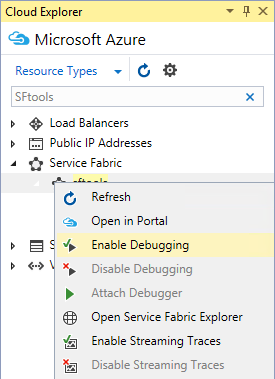 Cloud Explorer
Microsoft Azure
Resource Types
SFtools
Load Balancers
Public IP Addresses
Service Fabric
sftools
Refresh
Open in Portal
Enable Debugging
Disable Debugging
Attach Debugger
Open Service Fabric Explorer
Enable Streaming Traces
Disable Streaming Traces